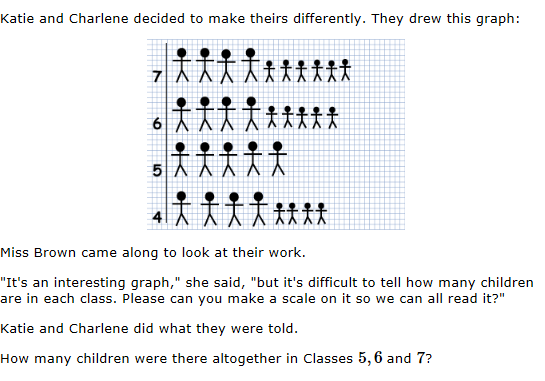 Katie and Charlene decided to make theirs differently. They drew this graph:
7
6
5
4
Miss Brown came along to look at their work.
"It's an interesting graph," she said, "but it's difficult to tell how many children
are in each class. Please can you make a scale on it so we can all read it?"
Katie and Charlene did what they were told.
How many children were there altogether in Classes 5, 6 and 7?